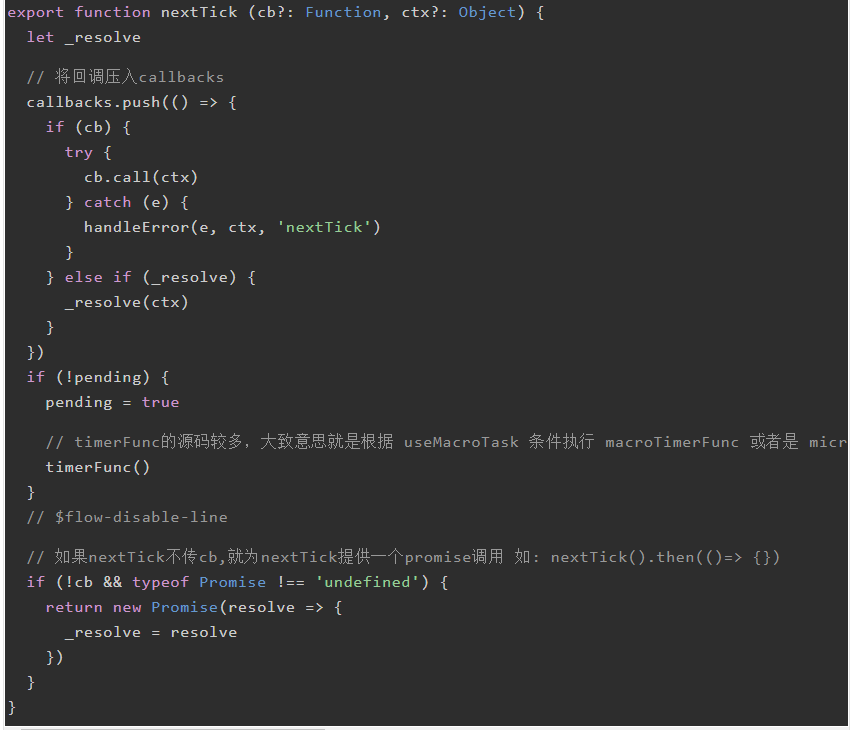 export function nextTick (cb?: Function, ctx?: Object) {
  let _resolve
  // 将回调压入callbacks
  callbacks.push(() => {
    if (cb) {
      try {
        cb.call(ctx)
      } catch (e) {
        handleError(e, ctx, 'nextTick')
      }
    } else if (_resolve) {
      _resolve(ctx)
    }
  })
  if (!pending) {
    pending = true
    // timerFunc的源码较多，大致意思就是根据 useMacroTask 条件执行 macroTimerFunc 或者是 micr
    timerFunc()
  }
  // $flow-disable-line
  // 如果nextTick不传cb,就为nextTick提供一个promise调用 如: nextTick().then(()=> {})
  if (!cb && typeof Promise !== 'undefined') {
    return new Promise(resolve => {
      _resolve = resolve
    })
  }
}